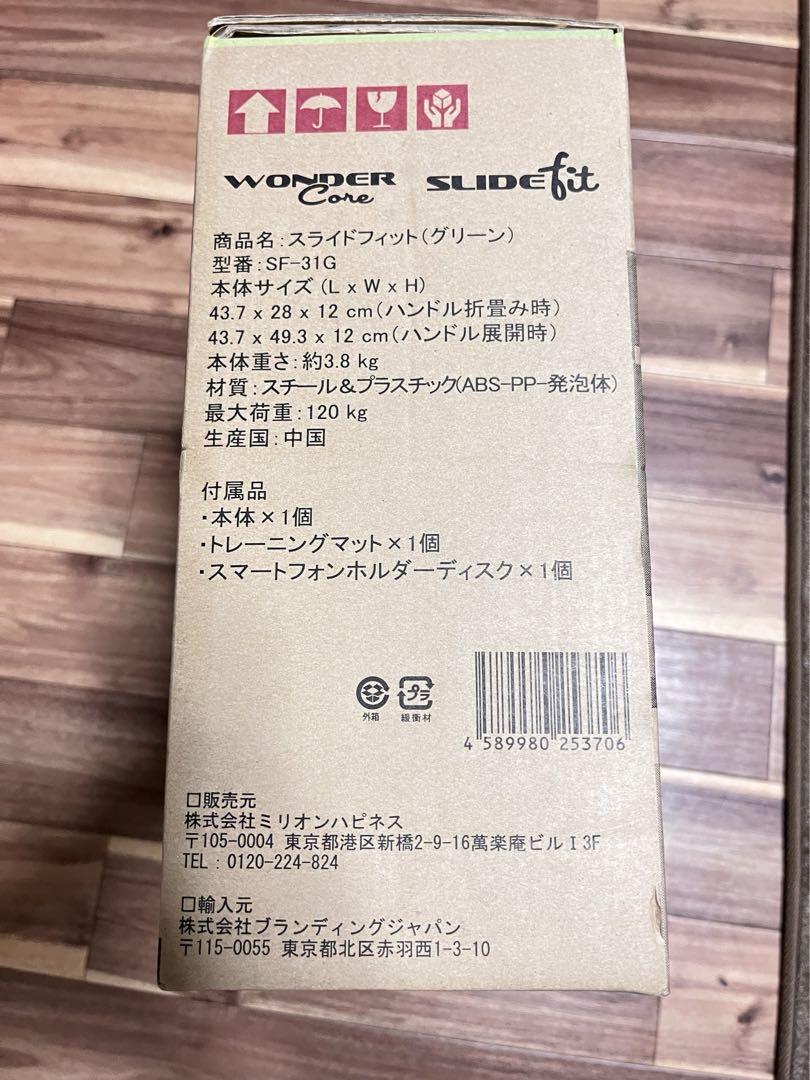 WONDER Core SLIDE fit
商品名:スライドフィット(グリーン)
型番:SF-31G
本体サイズ (L x W x H)
43.7 x 28 x 12 cm(ハンドル折畳み時)
43.7 x 49.3 x 12 cm(ハンドル展開時)
本体重さ:約3.8 kg
材質:スチール&プラスチック(ABS-PP-発泡体)
最大荷重:120 kg
生産国:中国
付属品
・本体×1個
・トレーニングマット×1個
・スマートフォンホルダーディスク×1個
プラ
外箱 緩衝材
4 589980 253706
□販売元
株式会社ミリオンハピネス
〒105-0004 東京都港区新橋2-9-16萬楽庵ビルⅠ3F
TEL : 0120-224-824
□輸入元
株式会社ブランディングジャパン
〒115-0055 東京都北区赤羽西1-3-10